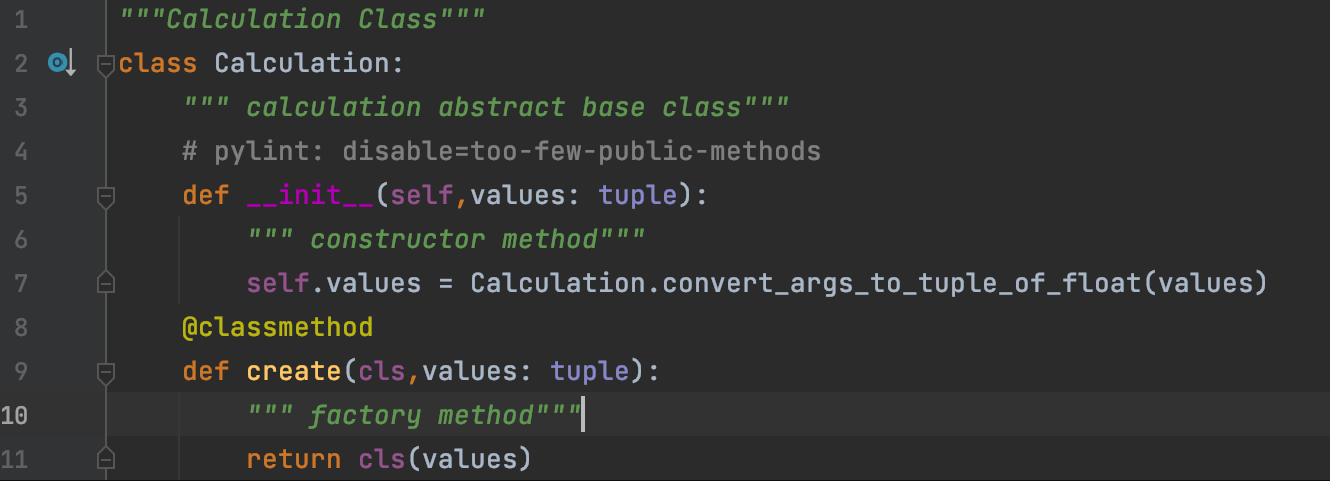 1 """Calculation Class"""
2 class Calculation:
3 """ calculation abstract base class"""
4 # pylint: disable=too-few-public-methods
5 def __init__(self,values: tuple):
6 """ constructor method"""
7 self.values = Calculation.convert_args_to_tuple_of_float(values)
8 @classmethod
9 def create(cls,values: tuple):
10 """ factory method"""
11 return cls(values)